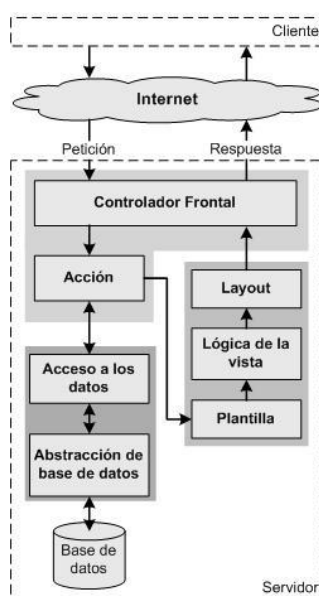 Cliente
Internet
Petición
Respuesta
Controlador Frontal
Acción
Layout
Lógica de la
vista
Acceso a los
datos
Plantilla
Abstracción de
base de datos
Base de
datos
Servidor